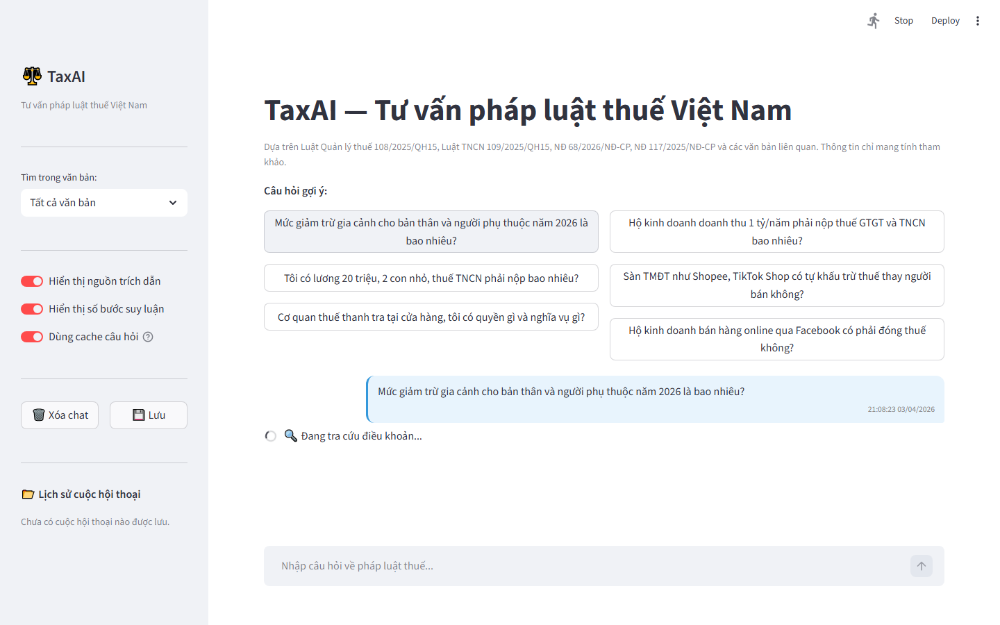 Stop
Deploy
TaxAI
Tư vấn pháp luật thuế Việt Nam
Tìm trong văn bản:
Tất cả văn bản
Hiển thị nguồn trích dẫn
Hiển thị số bước suy luận
Dùng cache câu hỏi
Xóa chat
Lưu
Lịch sử cuộc hội thoại
Chưa có cuộc hội thoại nào được lưu.
TaxAI — Tư vấn pháp luật thuế Việt Nam
Dựa trên Luật Quản lý thuế 108/2025/QH15, Luật TNCN 109/2025/QH15, NĐ 68/2026/NĐ-CP, NĐ 117/2025/NĐ-CP và các văn bản liên quan. Thông tin chỉ mang tính tham
khảo.
Câu hỏi gợi ý:
Mức giảm trừ gia cảnh cho bản thân và người phụ thuộc năm 2026 là
bao nhiêu?
Hộ kinh doanh doanh thu 1 tỷ/năm phải nộp thuế GTGT và TNCN
bao nhiêu?
Tôi có lương 20 triệu, 2 con nhỏ, thuế TNCN phải nộp bao nhiêu?
Sàn TMĐT như Shopee, TikTok Shop có tự khấu trừ thuế thay người
bán không?
Cơ quan thuế thanh tra tại cửa hàng, tôi có quyền gì và nghĩa vụ gì?
Hộ kinh doanh bán hàng online qua Facebook có phải đóng thuế
không?
Mức giảm trừ gia cảnh cho bản thân và người phụ thuộc năm 2026 là bao nhiêu?
21:08:23 03/04/2026
Đang tra cứu điều khoản...
Nhập câu hỏi về pháp luật thuế...